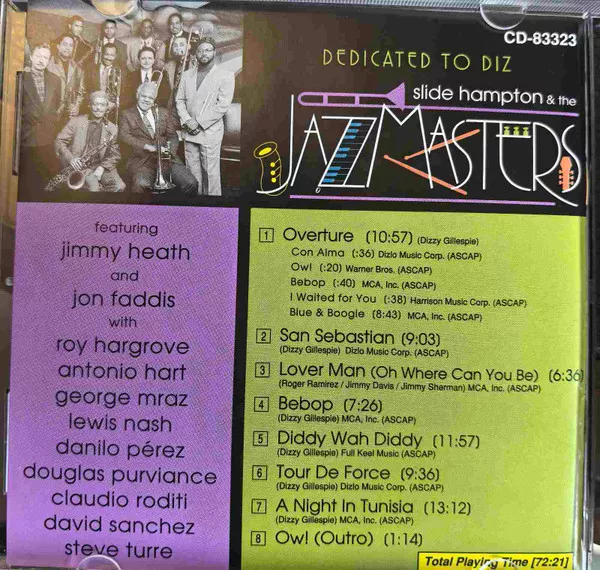 CD-83323
DEDICATED TO DIZ
slide hampton & the
JAZZ MASTERS
featuring
jimmy heath
and
jon faddis
with
roy hargrove
antonio hart
george mraz
lewis nash
danilo pérez
douglas purviance
claudio roditi
david sanchez
steve turre
1 Overture (10:57) (Dizzy Gillespie)
Con Alma (:36) Dizlo Music Corp. (ASCAP)
Ow! (:20) Warner Bros. (ASCAP)
Bebop (:40) MCA, Inc. (ASCAP)
I Waited for You (:38) Harrison Music Corp. (ASCAP)
Blue & Boogie (8:43) MCA, Inc. (ASCAP)
2 San Sebastian (9:03)
(Dizzy Gillespie) Dizlo Music Corp. (ASCAP)
3 Lover Man (Oh Where Can You Be) (6:36)
(Roger Ramirez / Jimmy Davis / Jimmy Sherman) MCA, Inc. (ASCAP)
4 Bebop (7:26)
(Dizzy Gillespie) MCA, Inc. (ASCAP)
5 Diddy Wah Diddy (11:57)
(Dizzy Gillespie) Full Keel Music (ASCAP)
6 Tour De Force (9:36)
(Dizzy Gillespie) Dizlo Music Corp. (ASCAP)
7 A Night In Tunisia (13:12)
(Dizzy Gillespie) MCA, Inc. (ASCAP)
8 Ow! (Outro) (1:14)
Total Playing Time [72:21]